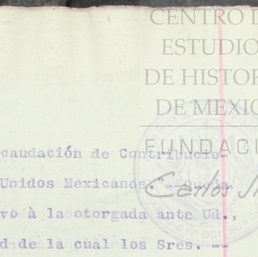 CENTRO D
ESTUDIO
DE HISTOR
DE MEXIC
FUNDACI
caudación de Contribucio-
Unidos Mexicanos."--
Carlos
vo à la otorgada ante Ud.,
d de la cual los Sres. --